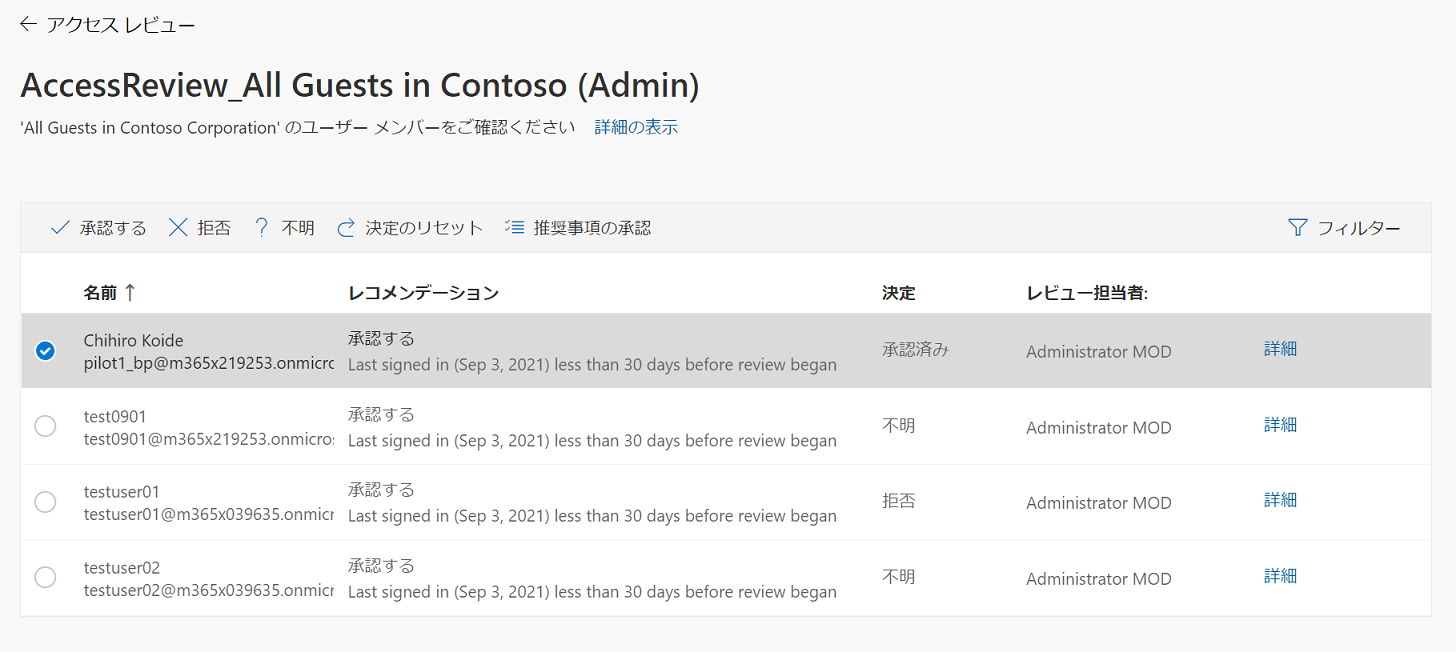 ← アクセス レビュー
AccessReview_All Guests in Contoso (Admin)
'All Guests in Contoso Corporation' のユーザー メンバーをご確認ください 詳細の表示
承認する 拒否 不明 決定のリセット 推奨事項の承認 フィルター
名前 ↑ レコメンデーション 決定 レビュー担当者:
Chihiro Koide 承認する 承認済み Administrator MOD 詳細
pilot1_bp@m365x219253.onmicrc Last signed in (Sep 3, 2021) less than 30 days before review began
test0901 承認する 不明 Administrator MOD 詳細
test0901@m365x219253.onmicros Last signed in (Sep 3, 2021) less than 30 days before review began
testuser01 承認する 拒否 Administrator MOD 詳細
testuser01@m365x039635.onmicr Last signed in (Sep 3, 2021) less than 30 days before review began
testuser02 承認する 不明 Administrator MOD 詳細
testuser02@m365x039635.onmicr Last signed in (Sep 3, 2021) less than 30 days before review began